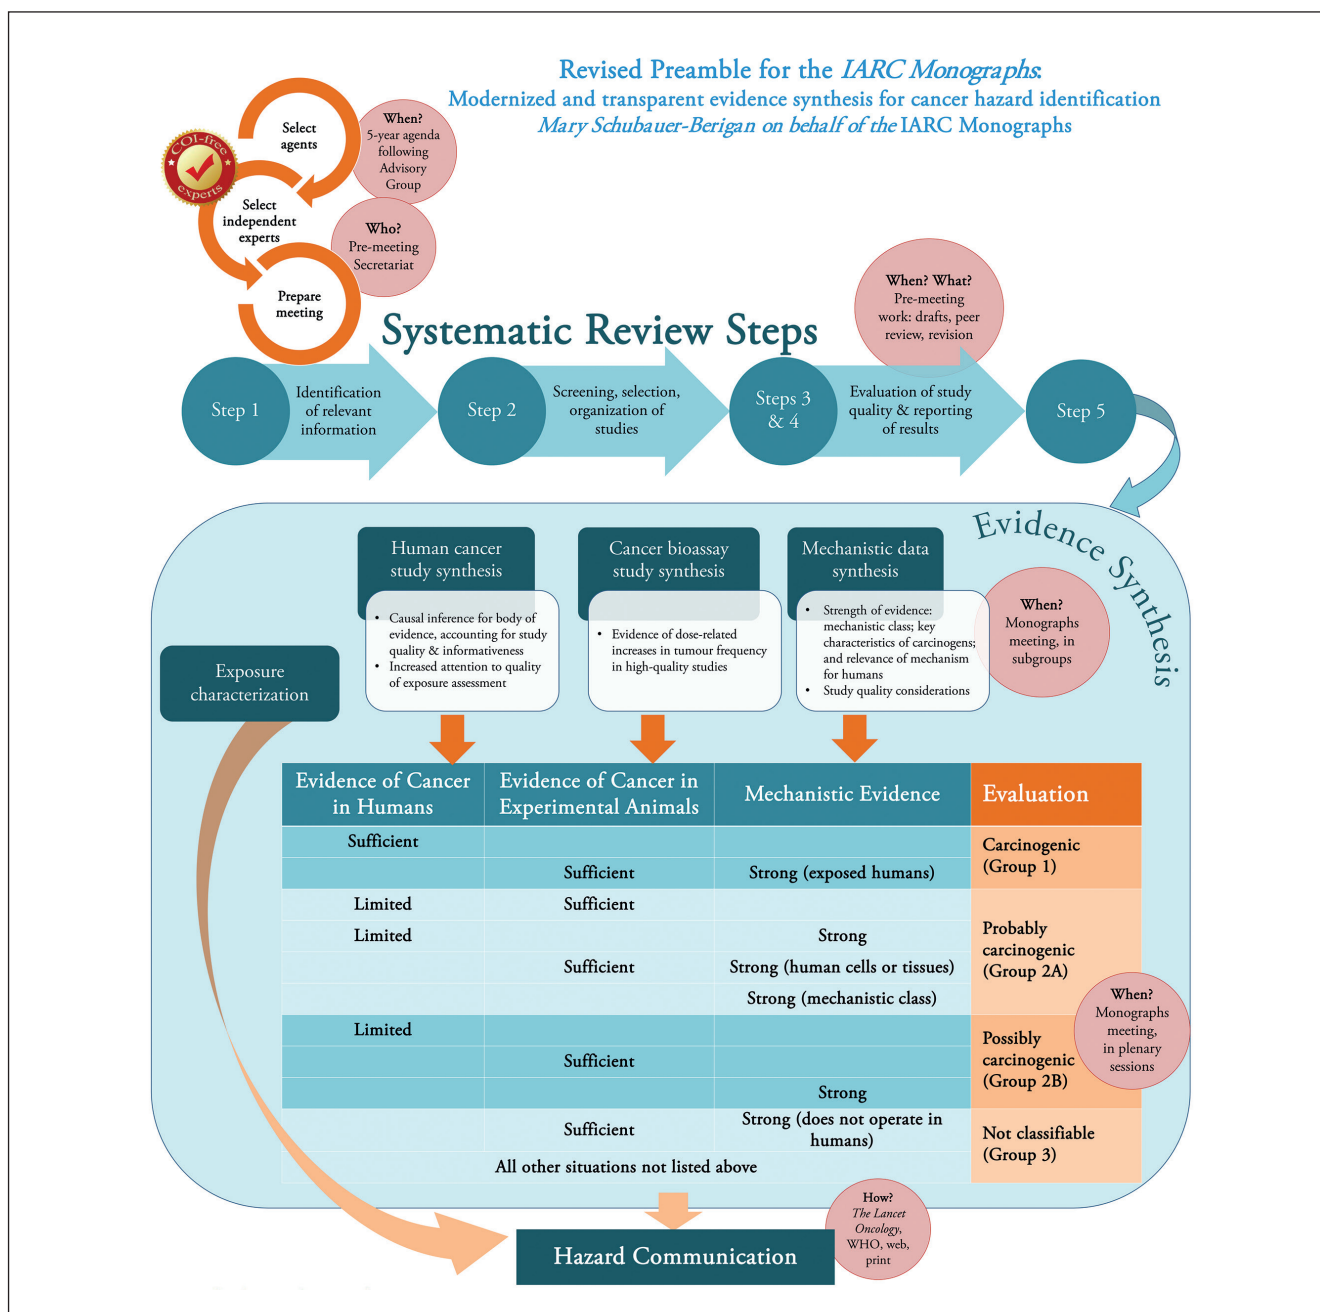 Revised Preamble for the IARC Monographs:
Modernized and transparent evidence synthesis for cancer hazard identification
Mary Schubauer-Berigan on behalf of the IARC Monographs
COI-free
experts
Select
agents
When?
5-year agenda
following
Advisory
Group
Select
independent
experts
Who?
Pre-meeting
Secretariat
Prepare
meeting
When? What?
Pre-meeting
work: drafts, peer
review, revision
Systematic Review Steps
Step 1
Identification
of relevant
information
Step 2
Screening, selection,
organization of
studies
Steps 3
& 4
Evaluation of study
quality & reporting
of results
Step 5
Evidence Synthesis
Human cancer
study synthesis
• Causal inference for body of
evidence, accounting for study
quality & informativeness
• Increased attention to quality
of exposure assessment
Cancer bioassay
study synthesis
• Evidence of dose-related
increases in tumour frequency
in high-quality studies
Mechanistic data
synthesis
• Strength of evidence:
mechanistic class; key
characteristics of carcinogens;
and relevance of mechanism
for humans
• Study quality considerations
When?
Monographs
meeting, in
subgroups
Exposure
characterization
Evidence of Cancer
in Humans
Evidence of Cancer in
Experimental Animals
Mechanistic Evidence
Evaluation
Sufficient
Sufficient Strong (exposed humans)
Carcinogenic
(Group 1)
Limited Sufficient
Limited Strong
Sufficient Strong (human cells or tissues)
Strong (mechanistic class)
Probably
carcinogenic
(Group 2A)
Limited
Sufficient
Strong
Possibly
carcinogenic
(Group 2B)
When?
Monographs
meeting,
in plenary
sessions
Sufficient
Strong (does not operate in
humans)
All other situations not listed above
Not classifiable
(Group 3)
Hazard Communication
How?
The Lancet
Oncology,
WHO, web,
print